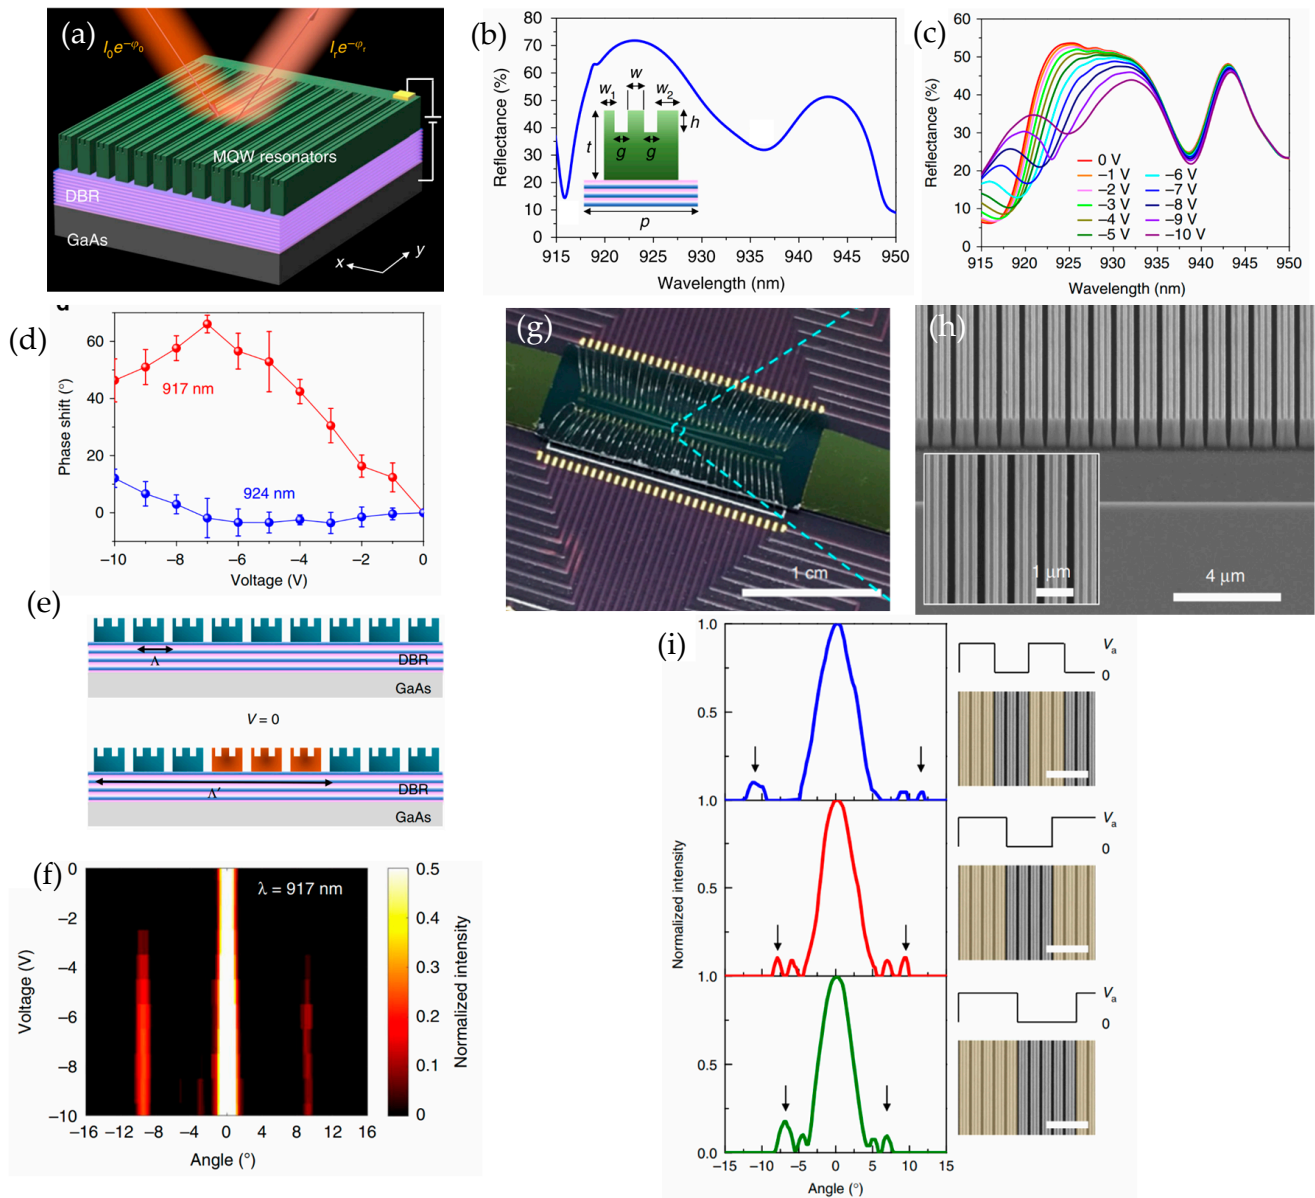 (a)
I₀e⁻ᵠ⁰
Iᵣe⁻ᵠʳ
MQW resonators
DBR
GaAs
x
y
(b)
80
70
60
50
40
30
20
10
0
Reflectance (%)
w₁
w
w₂
h
t
g
g
p
915 920 925 930 935 940 945 950
Wavelength (nm)
(c)
60
50
40
30
20
10
0
Reflectance (%)
0 V
−1 V
−2 V
−3 V
−4 V
−5 V
−6 V
−7 V
−8 V
−9 V
−10 V
915 920 925 930 935 940 945 950
Wavelength (nm)
(d)
60
40
20
0
Phase shift (°)
917 nm
924 nm
−10 −8 −6 −4 −2 0
Voltage (V)
(e)
Λ
DBR
GaAs
V = 0
Λ′
DBR
GaAs
(f)
0
−2
−4
−6
−8
−10
Voltage (V)
λ = 917 nm
−16 −12 −8 −4 0 4 8 12 16
Angle (°)
0.5
0.4
0.3
0.2
0.1
0
Normalized intensity
(g)
1 cm
(h)
1 μm
4 μm
(i)
1.0
0.5
1.0
0.5
1.0
0.5
0.0
Normalized intensity
−15 −10 −5 0 5 10 15
Angle (°)
Vₐ
0
Vₐ
0
Vₐ
0